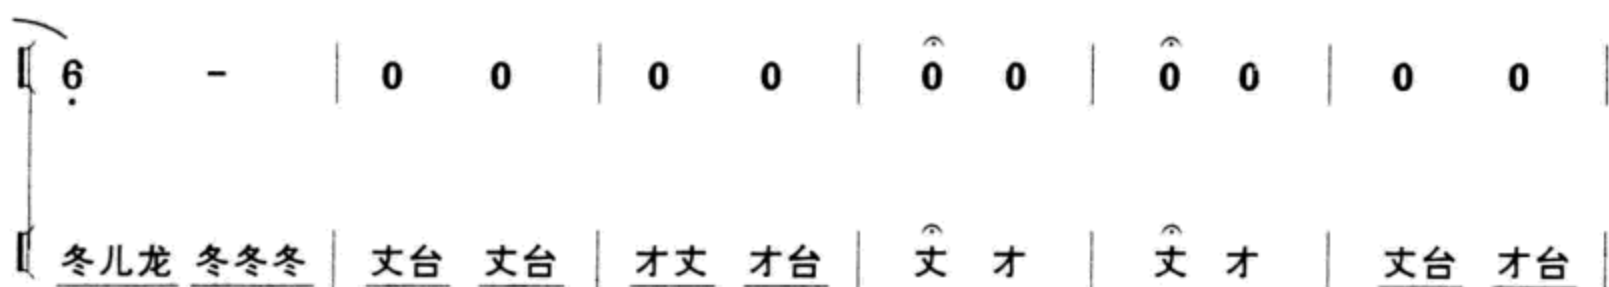 6 - | 0 0 | 0 0 | 0 0 | 0 0 | 0 0 |
冬儿龙 冬冬冬 | 丈台 丈台 | 才丈 才台 | 丈 才 | 丈 才 | 丈台 才台 |